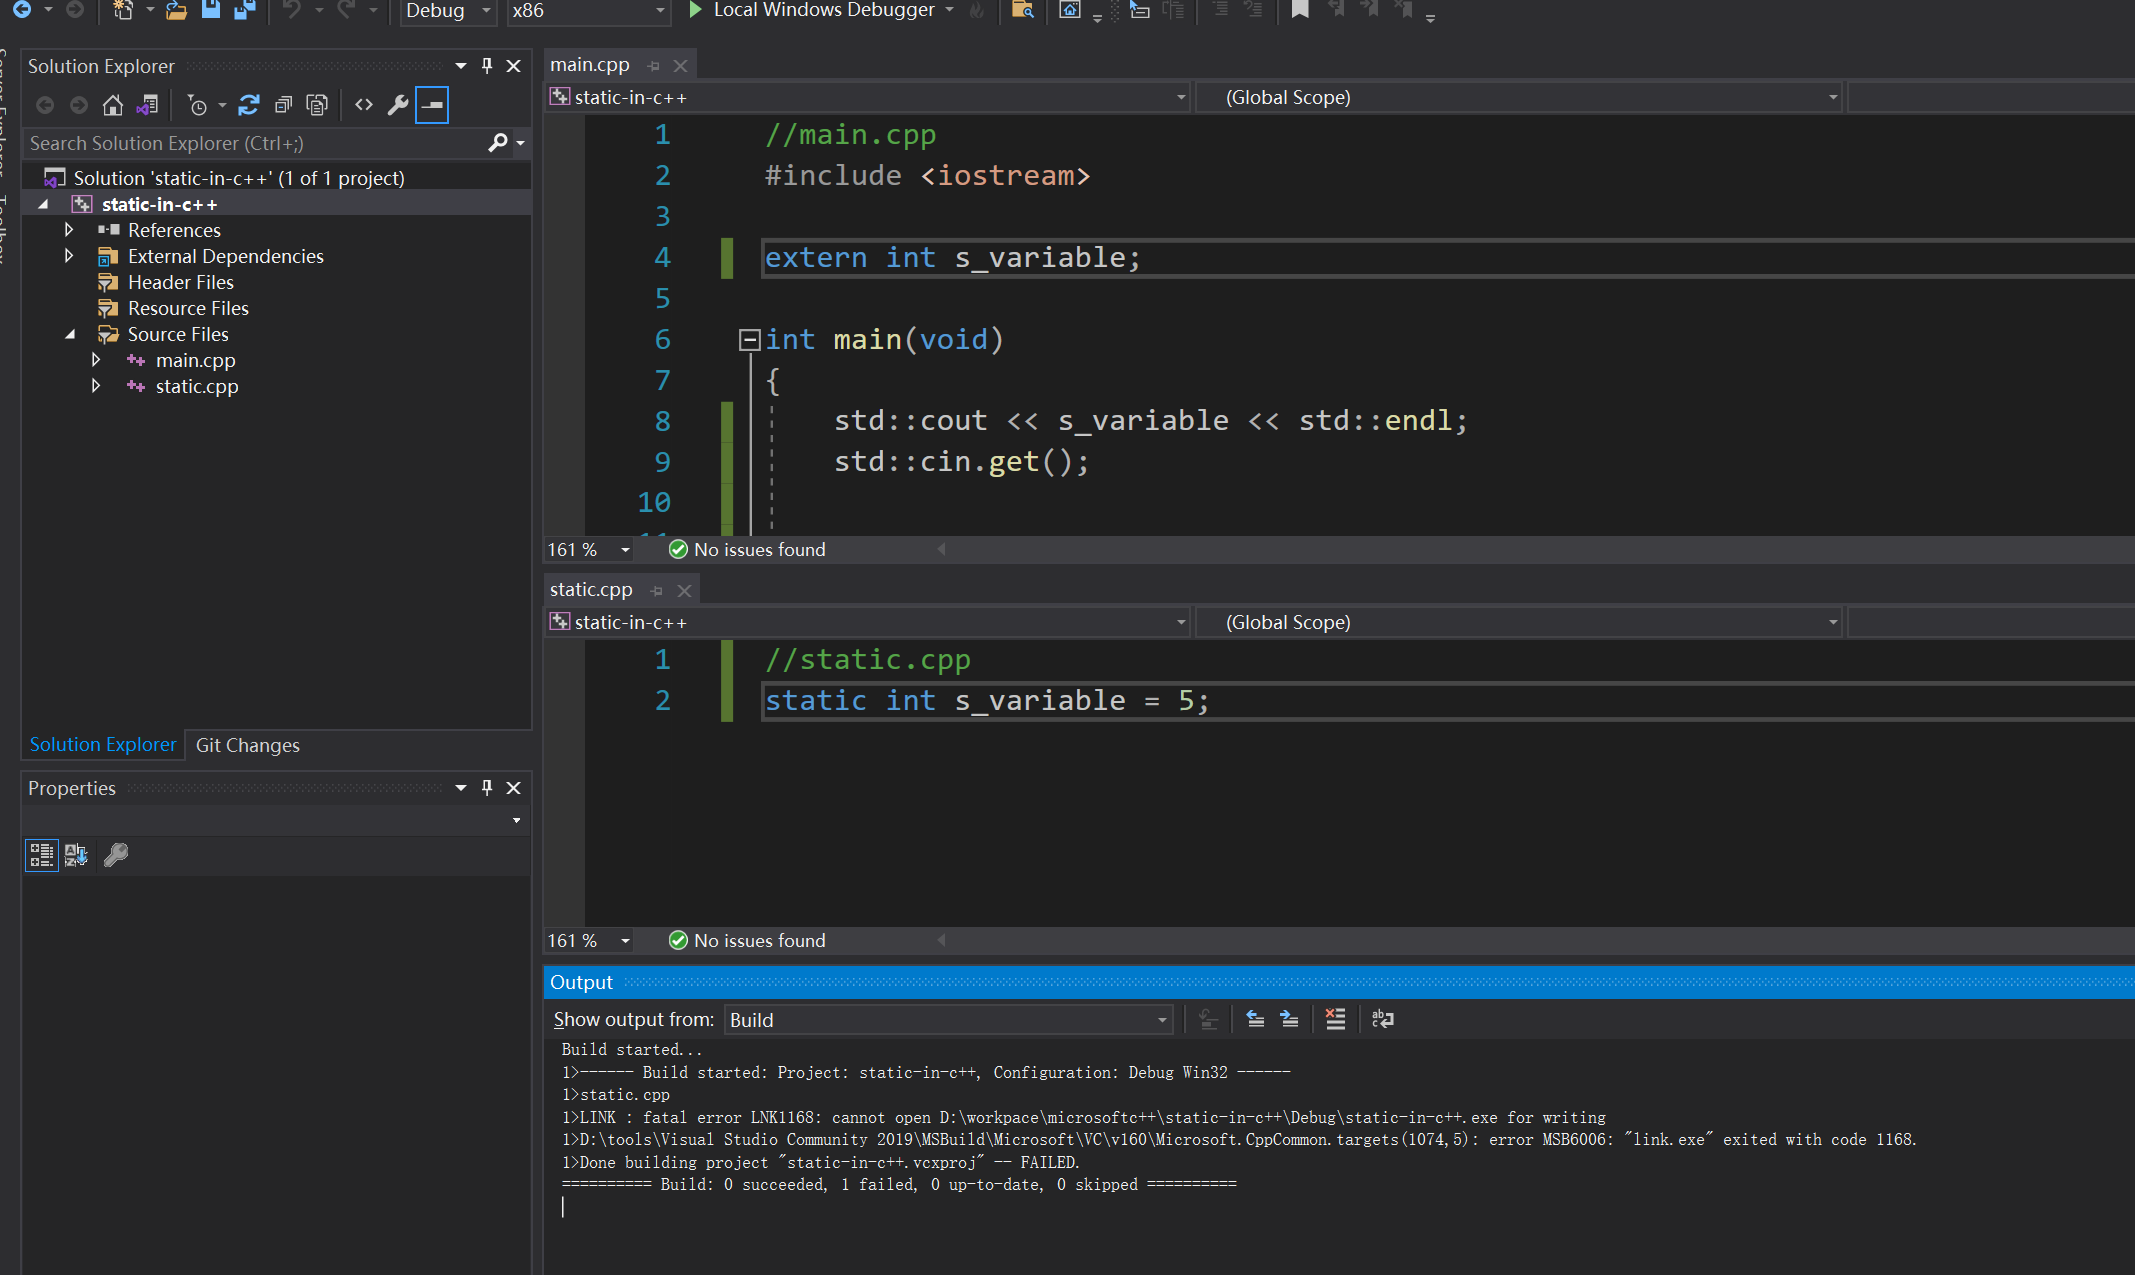 Debug
x86
Local Windows Debugger
Solution Explorer
Search Solution Explorer (Ctrl+;)
Solution 'static-in-c++' (1 of 1 project)
static-in-c++
References
External Dependencies
Header Files
Resource Files
Source Files
main.cpp
static.cpp
Solution Explorer
Git Changes
Properties
main.cpp
static-in-c++
(Global Scope)
1 //main.cpp
2 #include <iostream>
3
4 extern int s_variable;
5
6 int main(void)
7 {
8 std::cout << s_variable << std::endl;
9 std::cin.get();
10
161 %
No issues found
static.cpp
static-in-c++
(Global Scope)
1 //static.cpp
2 static int s_variable = 5;
161 %
No issues found
Output
Show output from: Build
Build started...
1>------ Build started: Project: static-in-c++, Configuration: Debug Win32 ------
1>static.cpp
1>LINK : fatal error LNK1168: cannot open D:\workpace\microsoftc++\static-in-c++\Debug\static-in-c++.exe for writing
1>D:\tools\Visual Studio Community 2019\MSBuild\Microsoft\VC\v160\Microsoft.CppCommon.targets(1074,5): error MSB6006: "link.exe" exited with code 1168.
1>Done building project "static-in-c++.vcxproj" -- FAILED.
========== Build: 0 succeeded, 1 failed, 0 up-to-date, 0 skipped ==========